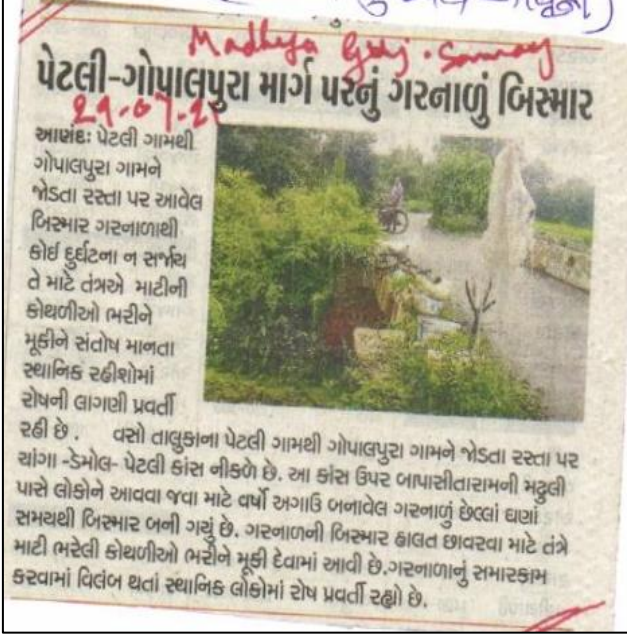 Madhya Guj. Samay
પેટલી-ગોપાલપુરા માર્ગ પરનું ગરનાળું બિસ્માર
29-07-2
આણંદઃ પેટલી ગામથી
ગોપાલપુરા ગામને
જોડતા રસ્તા પર આવેલ
બિસ્માર ગરનાળાથી
કોઈ દુર્ઘટના ન સર્જાય
તે માટે તંત્રએ માટીની
કોથળીઓ ભરીને
મૂકીને સંતોષ માનતા
સ્થાનિક રહીશોમાં
રોષની લાગણી પ્રવર્તી
રહી છે. વસો તાલુકાના પેટલી ગામથી ગોપાલપુરા ગામને જોડતા રસ્તા પર
ચાંગા -ડેમોલ- પેટલી કાંસ નીકળે છે. આ કાંસ ઉપર બાપાસીતારામની મઢુલી
પાસે લોકોને આવવા જવા માટે વર્ષો અગાઉ બનાવેલ ગરનાળું છેલ્લાં ઘણાં
સમયથી બિસ્માર બની ગયું છે. ગરનાળની બિસ્માર હાલત છાવરવા માટે તંત્રે
માટી ભરેલી કોથળીઓ ભરીને મૂકી દેવામાં આવી છે.ગરનાળાનું સમારકામ
કરવામાં વિલંબ થતાં સ્થાનિક લોકોમાં રોષ પ્રવર્તી રહ્યો છે.